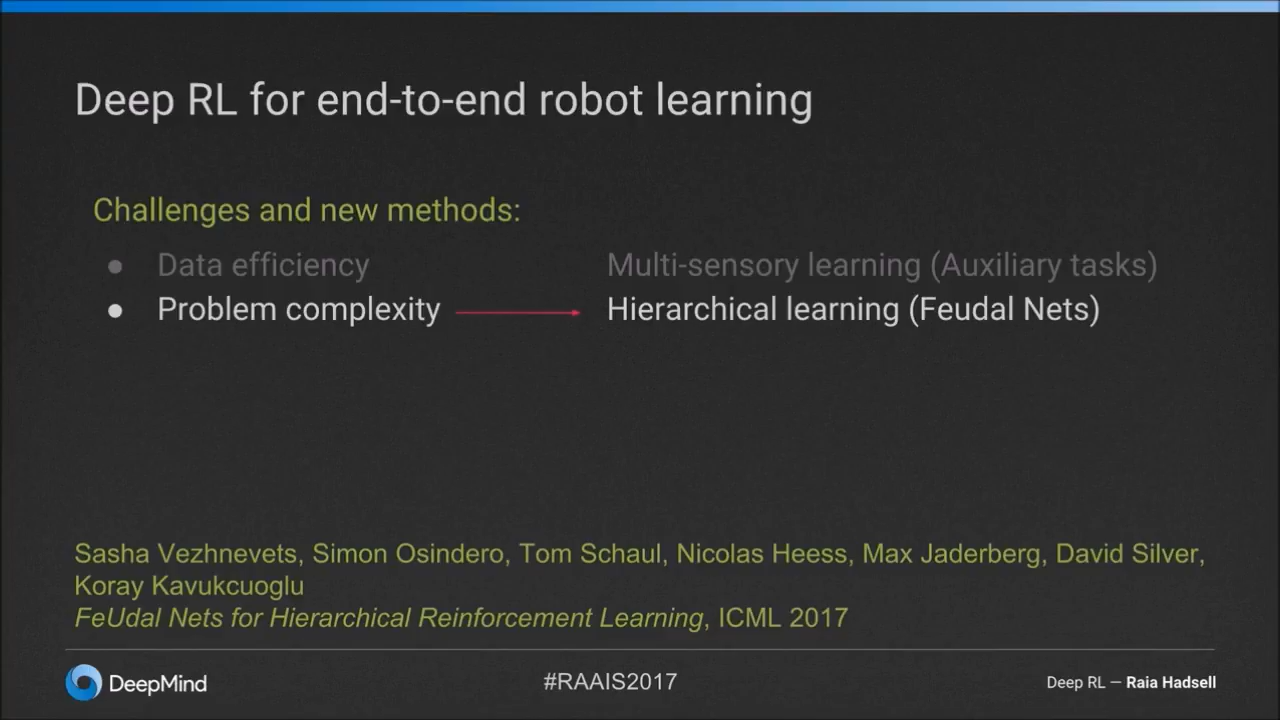 Deep RL for end-to-end robot learning
Challenges and new methods:
● Data efficiency Multi-sensory learning (Auxiliary tasks)
● Problem complexity Hierarchical learning (Feudal Nets)
Sasha Vezhnevets, Simon Osindero, Tom Schaul, Nicolas Heess, Max Jaderberg, David Silver,
Koray Kavukcuoglu
FeUdal Nets for Hierarchical Reinforcement Learning, ICML 2017
DeepMind #RAAIS2017 Deep RL — Raia Hadsell